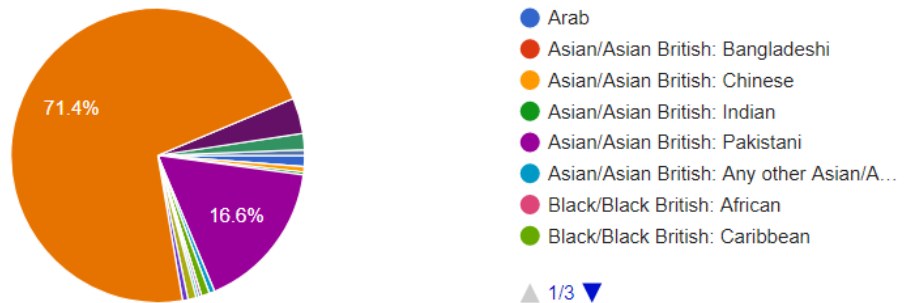 71.4%
16.6%
Arab
Asian/Asian British: Bangladeshi
Asian/Asian British: Chinese
Asian/Asian British: Indian
Asian/Asian British: Pakistani
Asian/Asian British: Any other Asian/A...
Black/Black British: African
Black/Black British: Caribbean
1/3